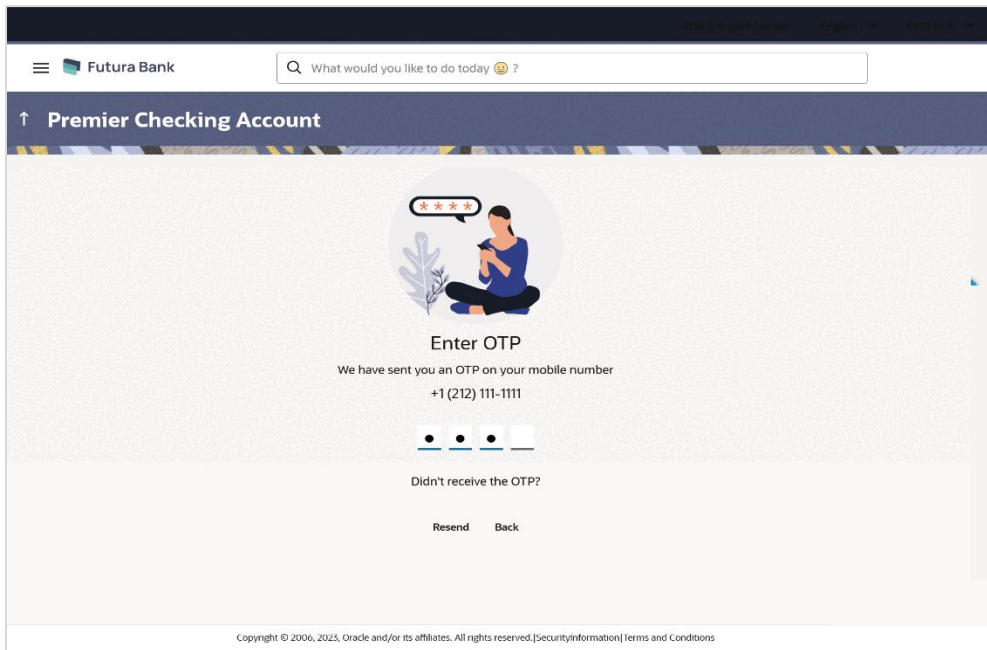 Futura Bank
What would you like to do today 😀 ?
↑ Premier Checking Account
****
Enter OTP
We have sent you an OTP on your mobile number
+1 (212) 111-1111
Didn't receive the OTP?
Resend Back
Copyright © 2006, 2023, Oracle and/or its affiliates. All rights reserved.|SecurityInformation|Terms and Conditions